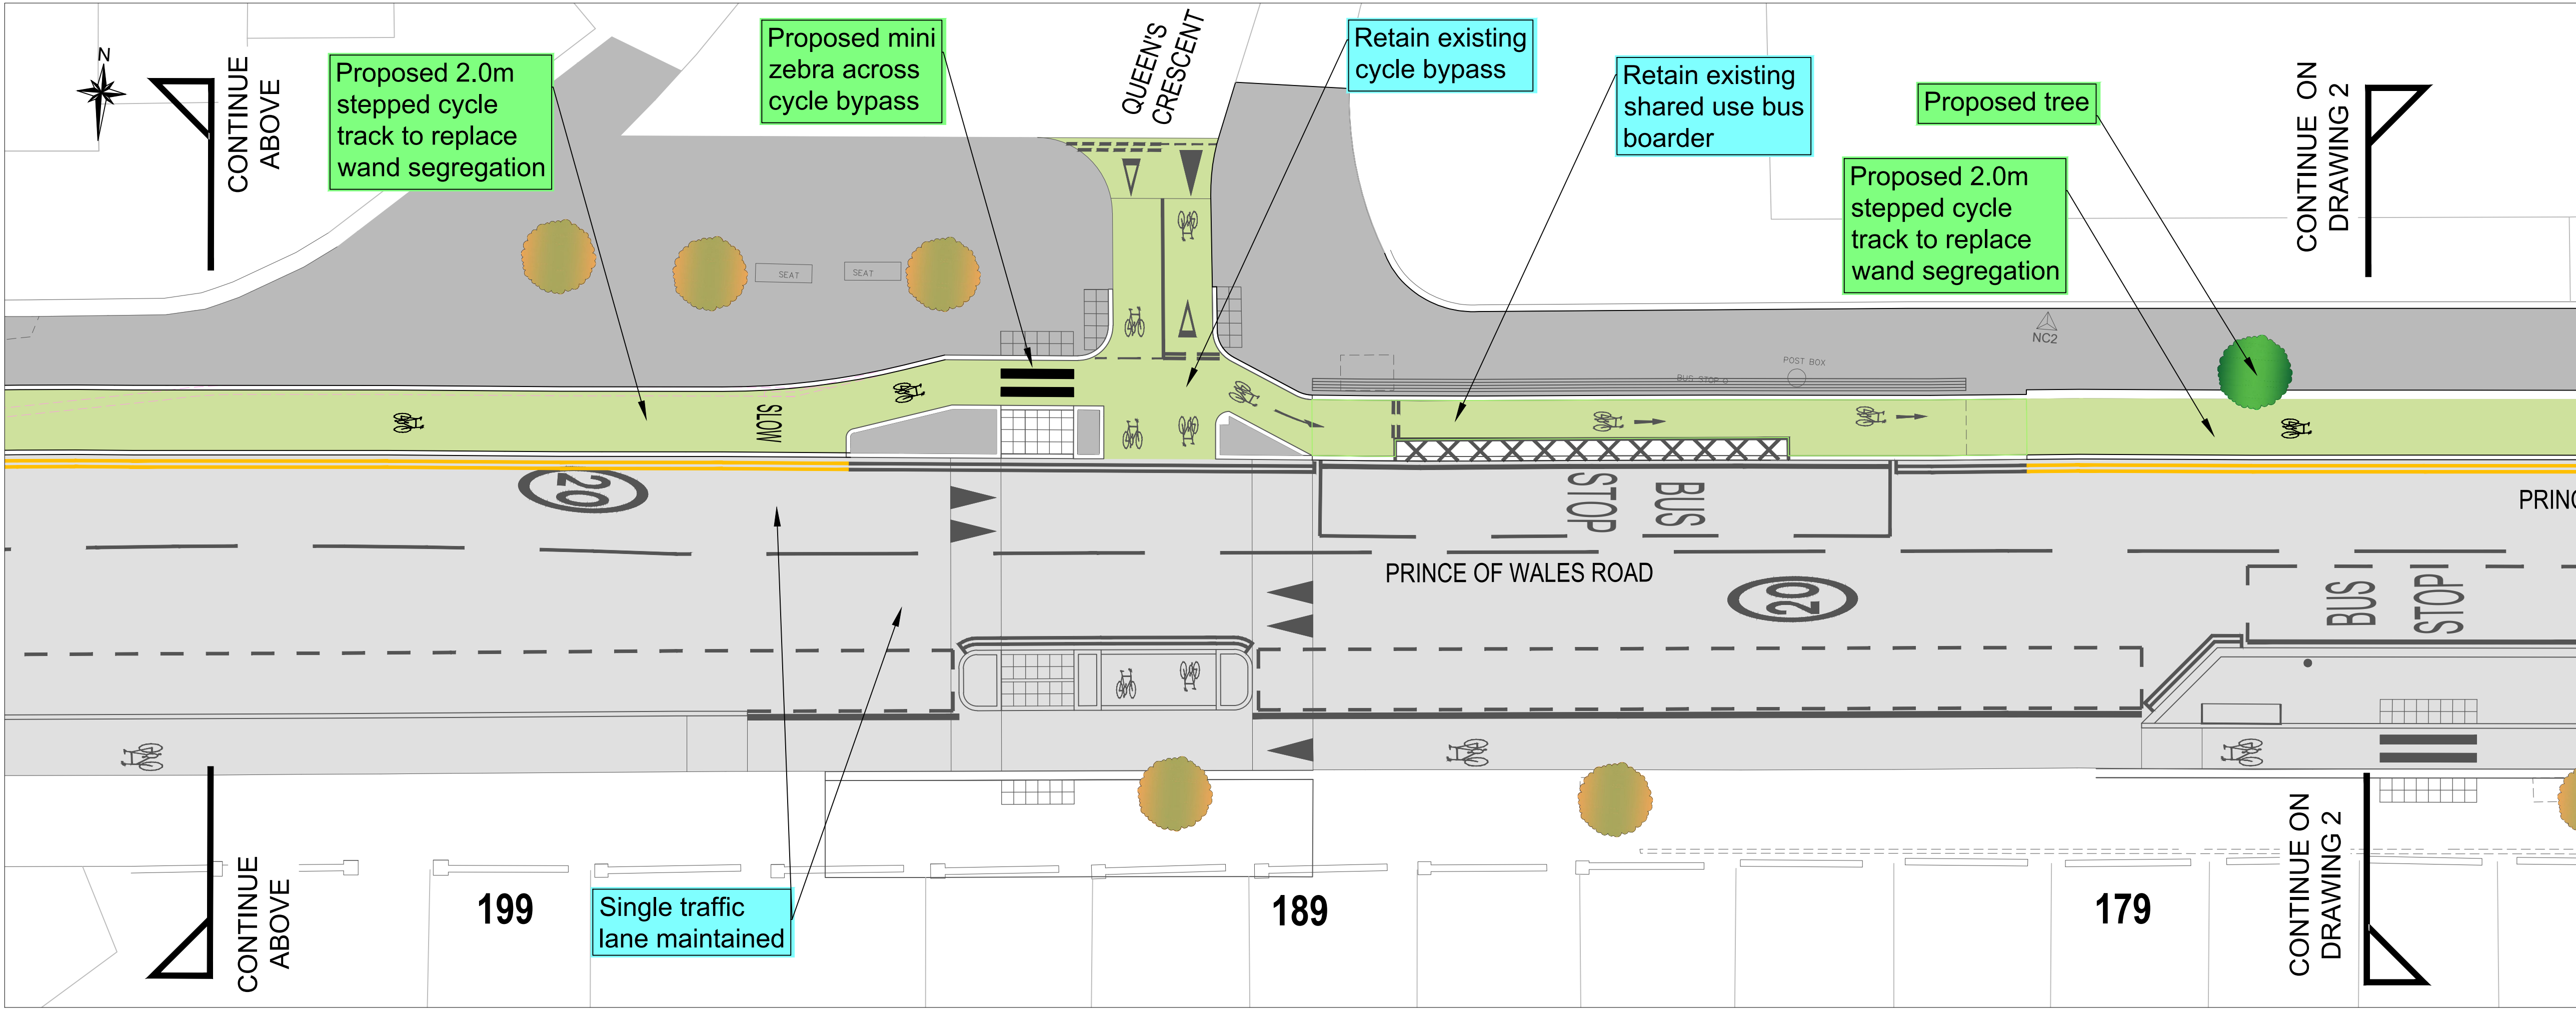 N
CONTINUE
ABOVE
Proposed 2.0m
stepped cycle
track to replace
wand segregation
Proposed mini
zebra across
cycle bypass
QUEEN'S
CRESCENT
Retain existing
cycle bypass
Retain existing
shared use bus
boarder
Proposed tree
Proposed 2.0m
stepped cycle
track to replace
wand segregation
CONTINUE ON
DRAWING 2
SEAT
SEAT
NC2
POST BOX
BUS STOP D
SLOW
20
BUS
STOP
PRINC
PRINCE OF WALES ROAD
20
BUS
STOP
CONTINUE
ABOVE
199
Single traffic
lane maintained
189
179
CONTINUE ON
DRAWING 2